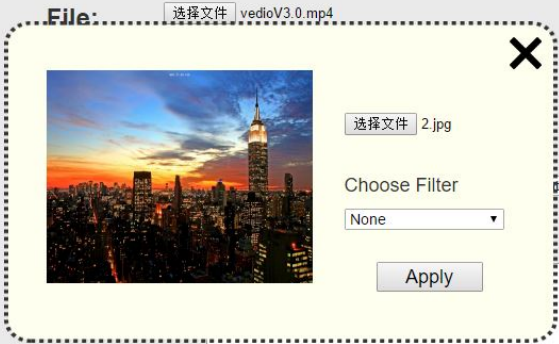 File:
选择文件 vedioV3.0.mp4
选择文件 2.jpg
Choose Filter
None
Apply